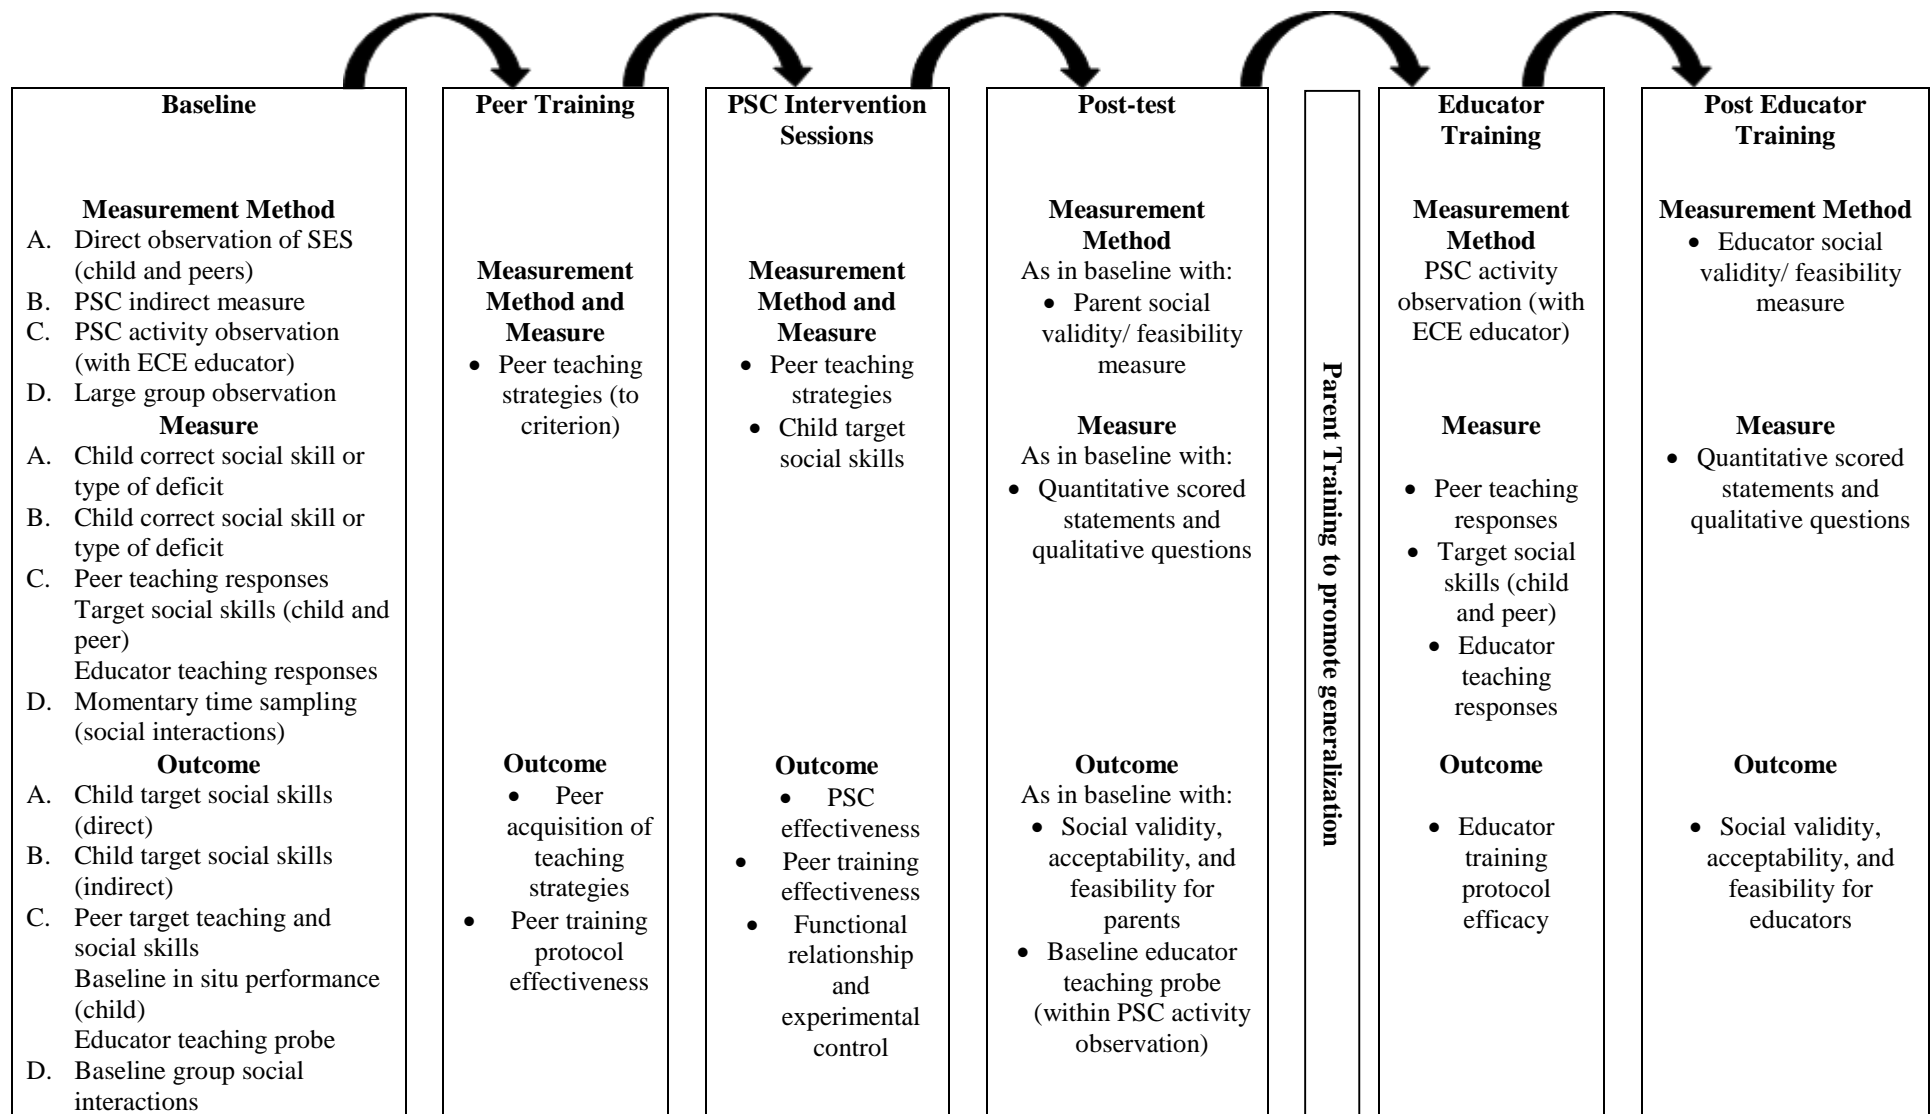 Baseline
Measurement Method
A. Direct observation of SES
(child and peers)
B. PSC indirect measure
C. PSC activity observation
(with ECE educator)
D. Large group observation
Measure
A. Child correct social skill or
type of deficit
B. Child correct social skill or
type of deficit
C. Peer teaching responses
Target social skills (child and
peer)
Educator teaching responses
D. Momentary time sampling
(social interactions)
Outcome
A. Child target social skills
(direct)
B. Child target social skills
(indirect)
C. Peer target teaching and
social skills
Baseline in situ performance
(child)
Educator teaching probe
D. Baseline group social
interactions
Peer Training
Measurement
Method and
Measure
• Peer teaching
strategies (to
criterion)
Outcome
• Peer
acquisition of
teaching
strategies
• Peer training
protocol
effectiveness
PSC Intervention
Sessions
Measurement
Method and
Measure
• Peer teaching
strategies
• Child target
social skills
Outcome
• PSC
effectiveness
• Peer training
effectiveness
• Functional
relationship
and
experimental
control
Post-test
Measurement
Method
As in baseline with:
• Parent social
validity/ feasibility
measure
Measure
As in baseline with:
• Quantitative scored
statements and
qualitative questions
Outcome
As in baseline with:
• Social validity,
acceptability, and
feasibility for
parents
• Baseline educator
teaching probe
(within PSC activity
observation)
Parent Training to promote generalization
Educator
Training
Measurement
Method
PSC activity
observation (with
ECE educator)
Measure
• Peer teaching
responses
• Target social
skills (child
and peer)
• Educator
teaching
responses
Outcome
• Educator
training
protocol
efficacy
Post Educator
Training
Measurement Method
• Educator social
validity/ feasibility
measure
Measure
• Quantitative scored
statements and
qualitative questions
Outcome
• Social validity,
acceptability, and
feasibility for
educators